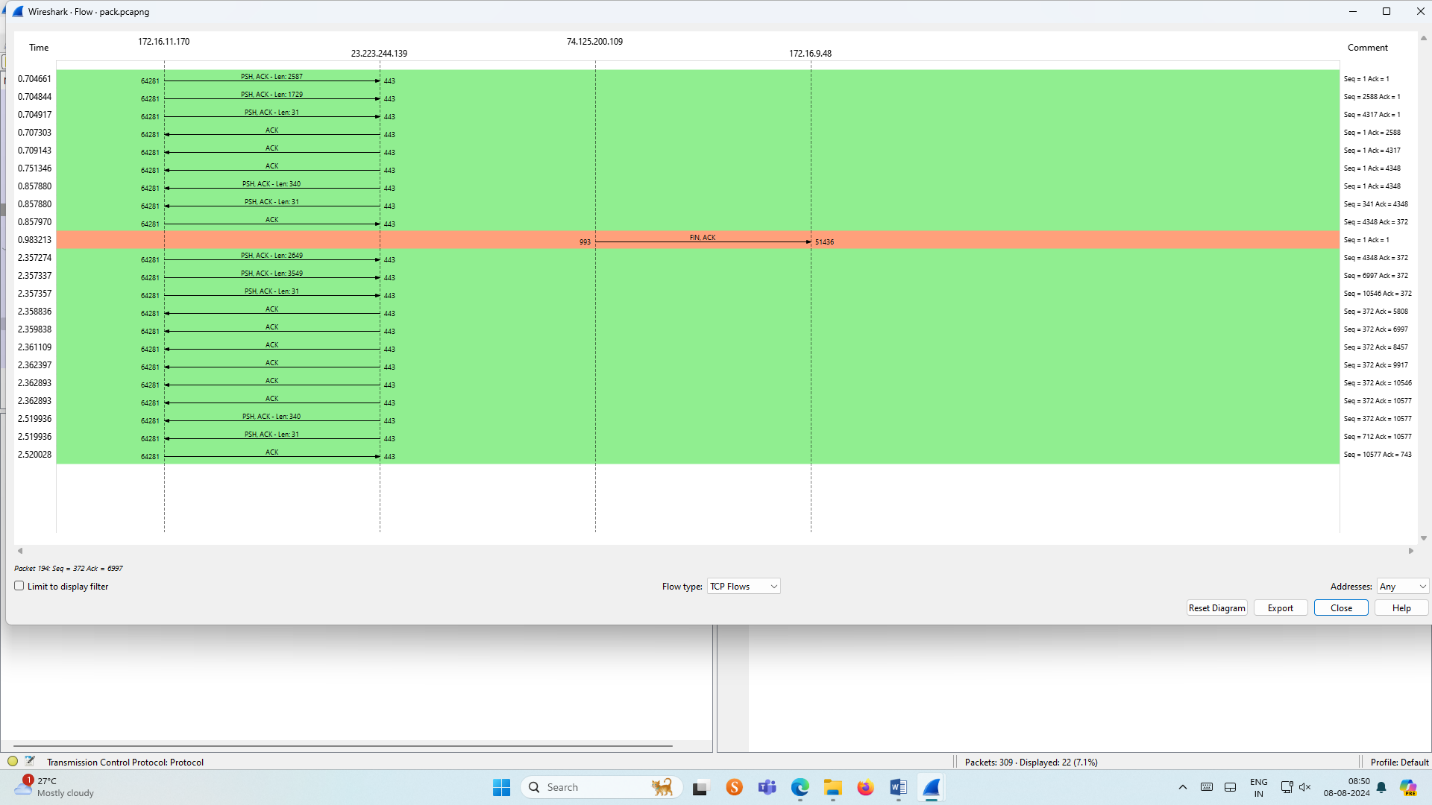 Wireshark · Flow · pack.pcapng
172.16.11.170 74.125.200.109
Time 23.223.244.139 172.16.9.48 Comment
0.704661 64281 PSH, ACK - Len: 2587 443 Seq = 1 Ack = 1
0.704844 64281 PSH, ACK - Len: 1729 443 Seq = 2588 Ack = 1
0.704917 64281 PSH, ACK - Len: 31 443 Seq = 4317 Ack = 1
0.707303 64281 ACK 443 Seq = 1 Ack = 2588
0.709143 64281 ACK 443 Seq = 1 Ack = 4317
0.751346 64281 ACK 443 Seq = 1 Ack = 4348
0.857880 64281 PSH, ACK - Len: 340 443 Seq = 1 Ack = 4348
0.857880 64281 PSH, ACK - Len: 31 443 Seq = 341 Ack = 4348
0.857970 64281 ACK 443 Seq = 4348 Ack = 372
0.983213 993 FIN, ACK 51436 Seq = 1 Ack = 1
2.357274 64281 PSH, ACK - Len: 2649 443 Seq = 4348 Ack = 372
2.357337 64281 PSH, ACK - Len: 3549 443 Seq = 6997 Ack = 372
2.357357 64281 PSH, ACK - Len: 31 443 Seq = 10546 Ack = 372
2.358836 64281 ACK 443 Seq = 372 Ack = 5808
2.359838 64281 ACK 443 Seq = 372 Ack = 6997
2.361109 64281 ACK 443 Seq = 372 Ack = 8457
2.362397 64281 ACK 443 Seq = 372 Ack = 9917
2.362893 64281 ACK 443 Seq = 372 Ack = 10546
2.362893 64281 ACK 443 Seq = 372 Ack = 10577
2.519936 64281 PSH, ACK - Len: 340 443 Seq = 372 Ack = 10577
2.519936 64281 PSH, ACK - Len: 31 443 Seq = 712 Ack = 10577
2.520028 64281 ACK 443 Seq = 10577 Ack = 743
Packet 194: Seq = 372 Ack = 6997
Limit to display filter Flow type: TCP Flows Addresses: Any
Reset Diagram Export Close Help
Transmission Control Protocol: Protocol Packets: 309 · Displayed: 22 (7.1%) Profile: Default
1 27°C
Mostly cloudy
Search
ENG
IN
08:50
08-08-2024